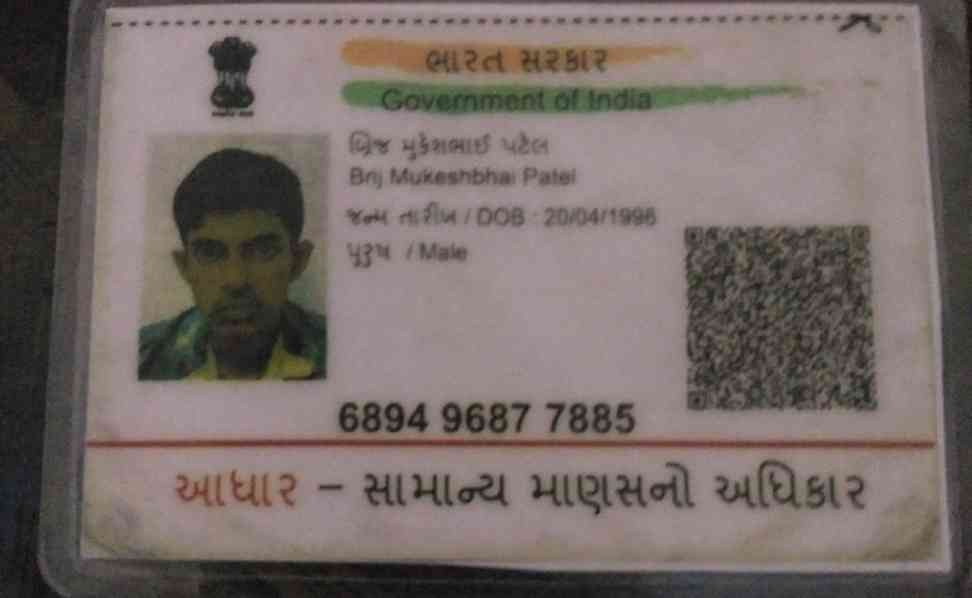 ભારત સરકાર
Government of India
બ્રિજ મુકેશભાઈ પટેલ
Brij Mukeshbhai Patel
જન્મ તારીખ / DOB : 20/04/1996
પુરુષ / Male
6894 9687 7885
આધાર – સામાન્ય માણસનો અધિકાર